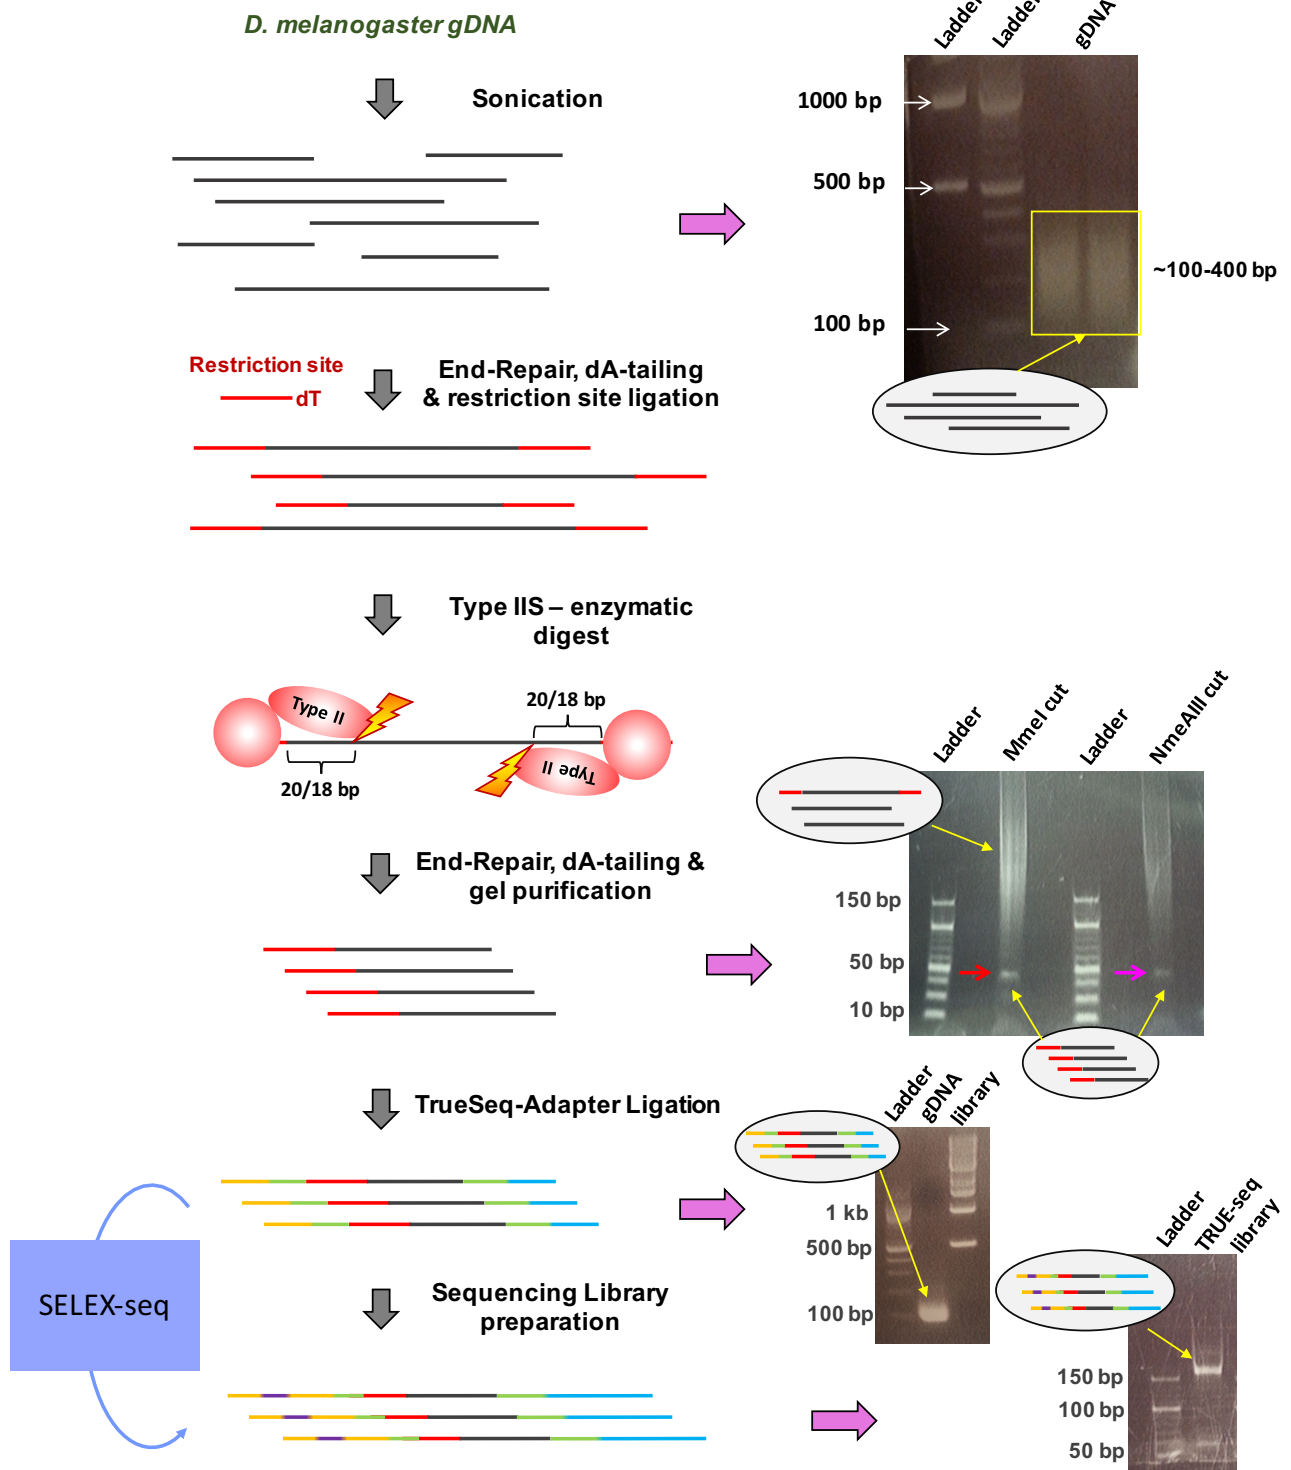 D. melanogaster gDNA
Sonication
Ladder
Ladder
gDNA
1000 bp
500 bp
100 bp
~100-400 bp
Restriction site
dT
End-Repair, dA-tailing
& restriction site ligation
Type IIS – enzymatic
digest
Type II
20/18 bp
20/18 bp
Type II
Ladder
MmeI cut
Ladder
NmeAIII cut
End-Repair, dA-tailing &
gel purification
150 bp
50 bp
10 bp
TrueSeq-Adapter Ligation
Ladder
gDNA
library
1 kb
500 bp
100 bp
SELEX-seq
Sequencing Library
preparation
Ladder
TRUE-seq
library
150 bp
100 bp
50 bp